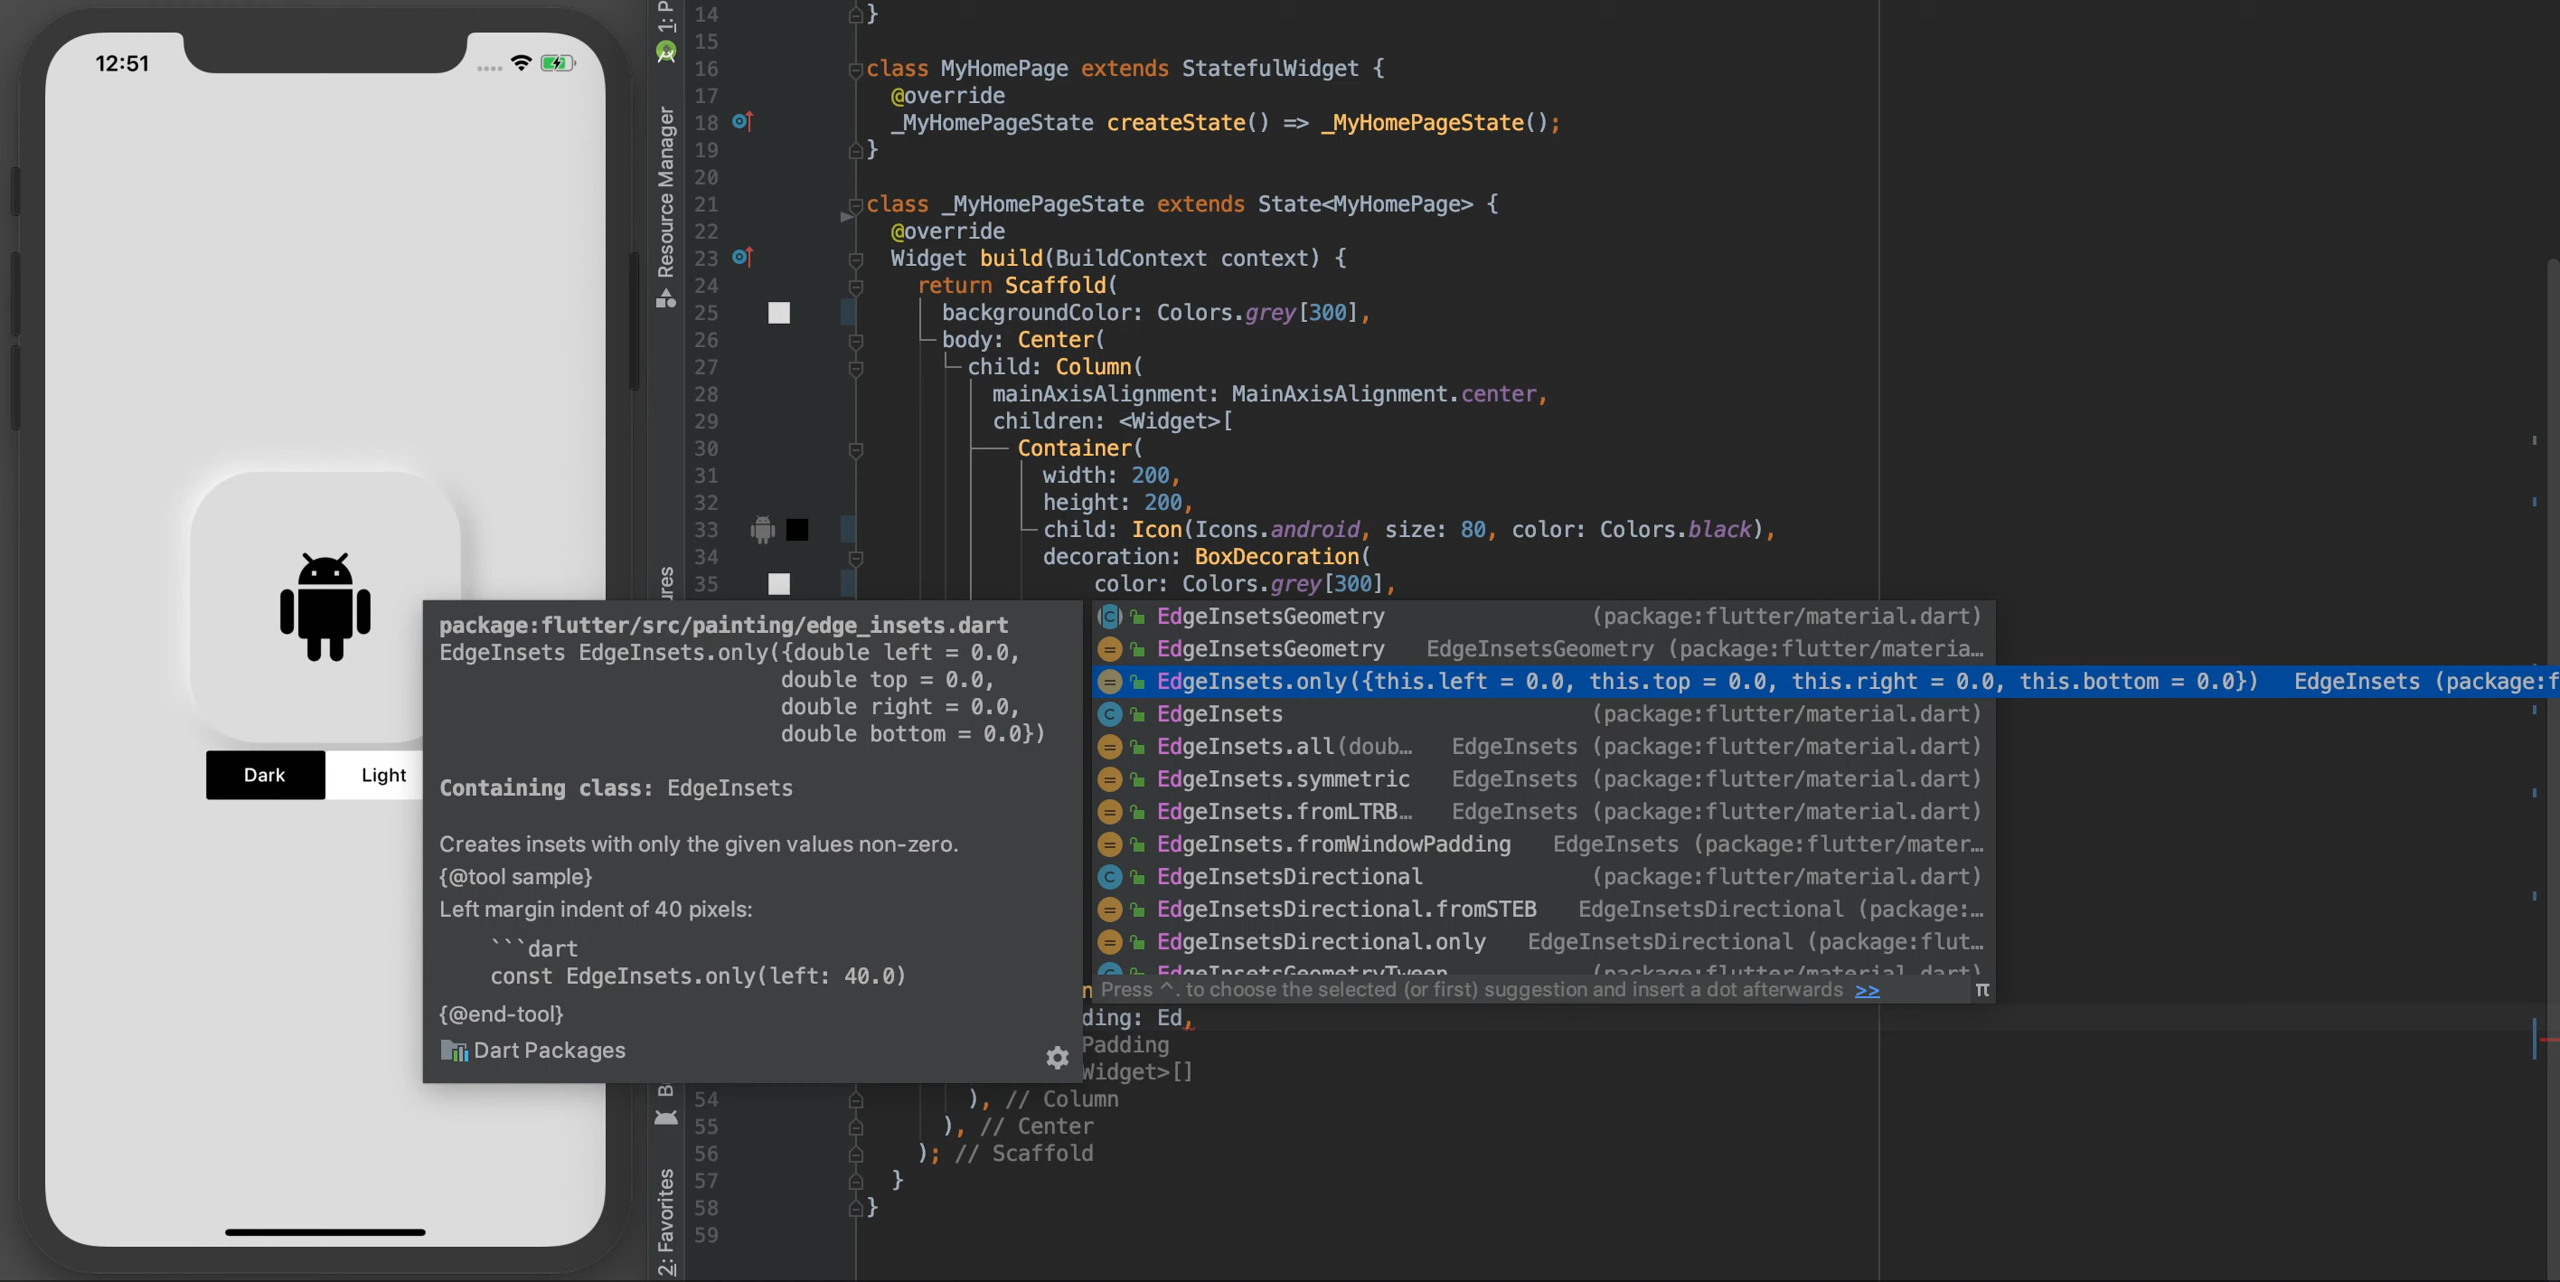 12:51
Dark
Light
1: P
Resource Manager
ures
B
2: Favorites
14 }
15
16 class MyHomePage extends StatefulWidget {
17 @override
18 _MyHomePageState createState() => _MyHomePageState();
19 }
20
21 class _MyHomePageState extends State<MyHomePage> {
22 @override
23 Widget build(BuildContext context) {
24 return Scaffold(
25 backgroundColor: Colors.grey[300],
26 body: Center(
27 child: Column(
28 mainAxisAlignment: MainAxisAlignment.center,
29 children: <Widget>[
30 Container(
31 width: 200,
32 height: 200,
33 child: Icon(Icons.android, size: 80, color: Colors.black),
34 decoration: BoxDecoration(
35 color: Colors.grey[300],
package:flutter/src/painting/edge_insets.dart
EdgeInsets EdgeInsets.only({double left = 0.0,
double top = 0.0,
double right = 0.0,
double bottom = 0.0})
Containing class: EdgeInsets
Creates insets with only the given values non-zero.
{@tool sample}
Left margin indent of 40 pixels:
```dart
const EdgeInsets.only(left: 40.0)
{@end-tool}
Dart Packages
EdgeInsetsGeometry (package:flutter/material.dart)
EdgeInsetsGeometry EdgeInsetsGeometry (package:flutter/materia…
EdgeInsets.only({this.left = 0.0, this.top = 0.0, this.right = 0.0, this.bottom = 0.0}) EdgeInsets (package:f
EdgeInsets (package:flutter/material.dart)
EdgeInsets.all(doub… EdgeInsets (package:flutter/material.dart)
EdgeInsets.symmetric EdgeInsets (package:flutter/material.dart)
EdgeInsets.fromLTRB… EdgeInsets (package:flutter/material.dart)
EdgeInsets.fromWindowPadding EdgeInsets (package:flutter/mater…
EdgeInsetsDirectional (package:flutter/material.dart)
EdgeInsetsDirectional.fromSTEB EdgeInsetsDirectional (package:…
EdgeInsetsDirectional.only EdgeInsetsDirectional (package:flut…
EdgeInsetsGeometryTween (package:flutter/material.dart)
Press ^. to choose the selected (or first) suggestion and insert a dot afterwards >> π
n
ding: Ed,
Padding
Widget>[]
54 ), // Column
55 ), // Center
56 ); // Scaffold
57 }
58 }
59